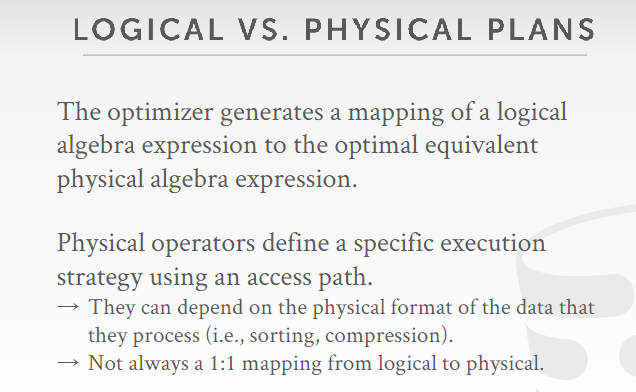 LOGICAL VS. PHYSICAL PLANS
The optimizer generates a mapping of a logical
algebra expression to the optimal equivalent
physical algebra expression.
Physical operators define a specific execution
strategy using an access path.
→ They can depend on the physical format of the data that
they process (i.e., sorting, compression).
→ Not always a 1:1 mapping from logical to physical.